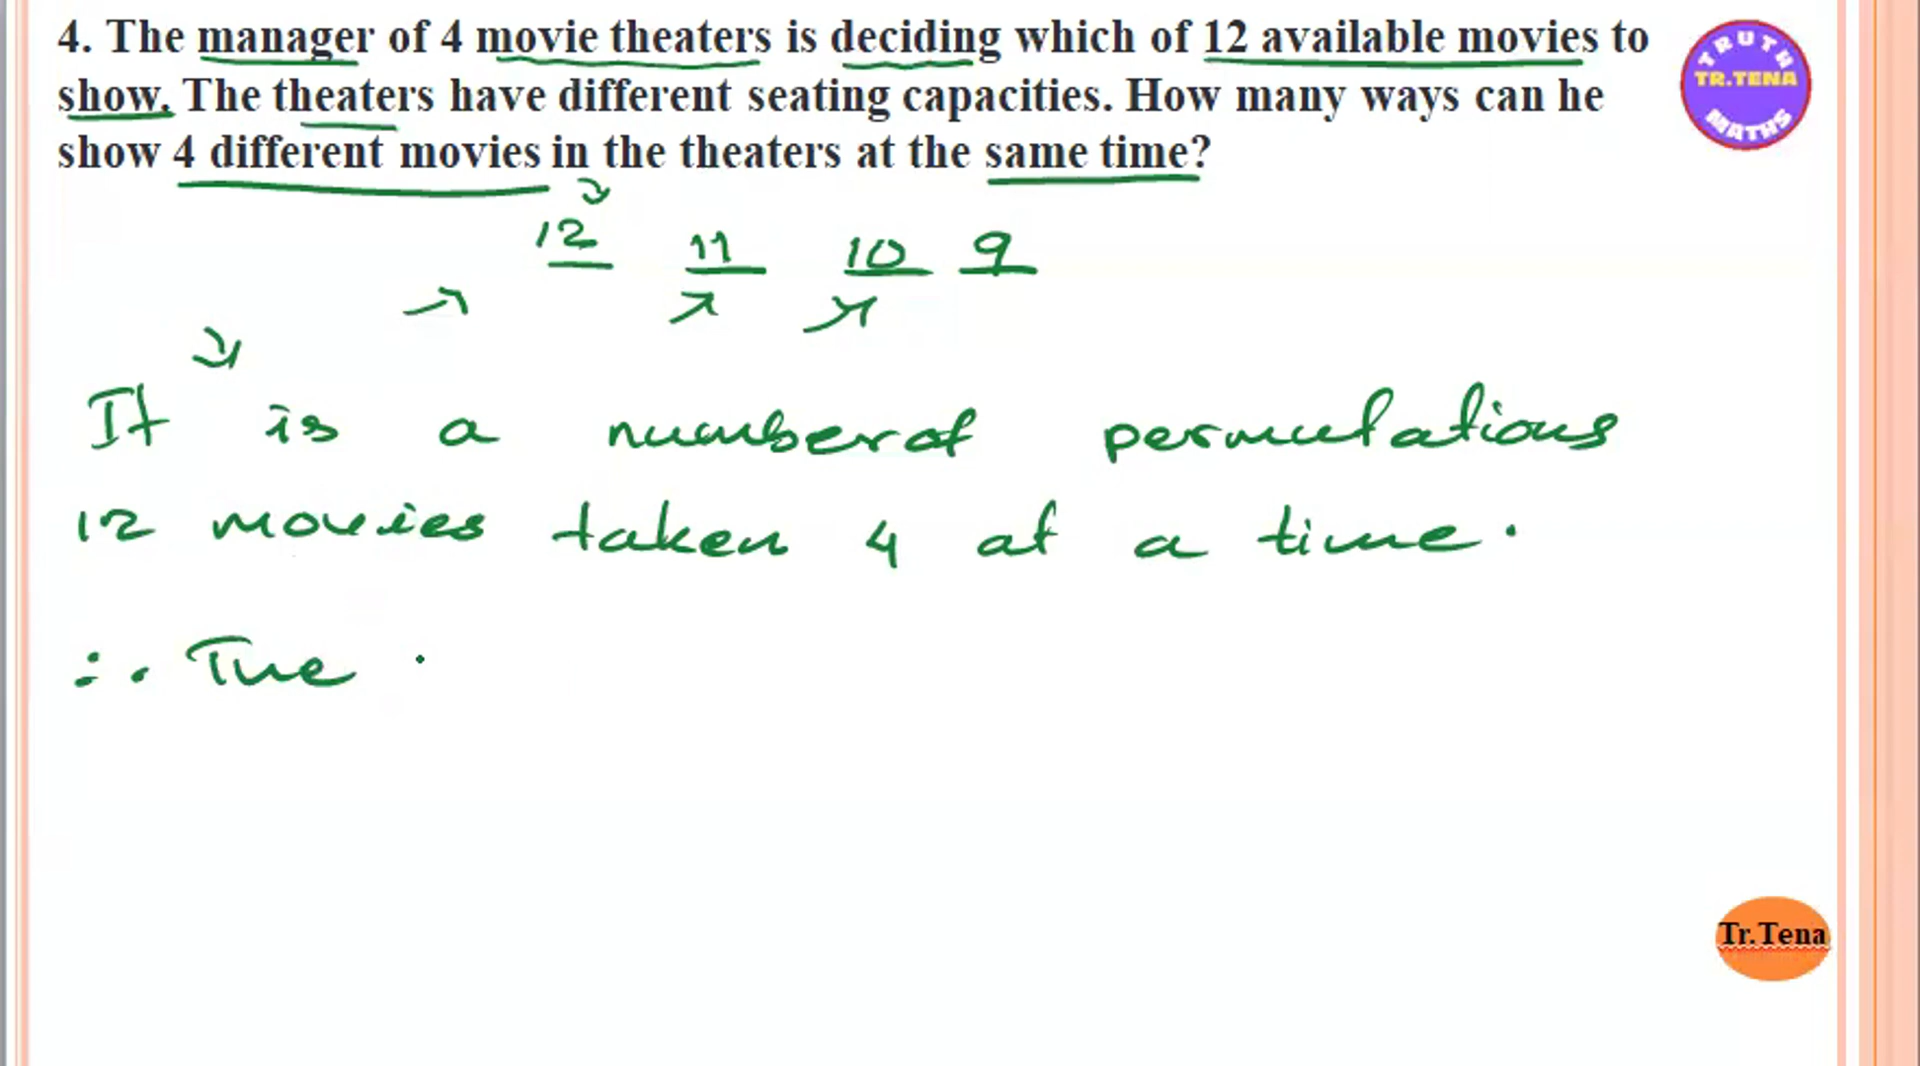 4. The manager of 4 movie theaters is deciding which of 12 available movies to
show. The theaters have different seating capacities. How many ways can he
show 4 different movies in the theaters at the same time?
TRUTH
TR.TENA
MATHS
12 11 10 9
It is a number of permutations
12 movies taken 4 at a time.
∴ The
Tr.Tena